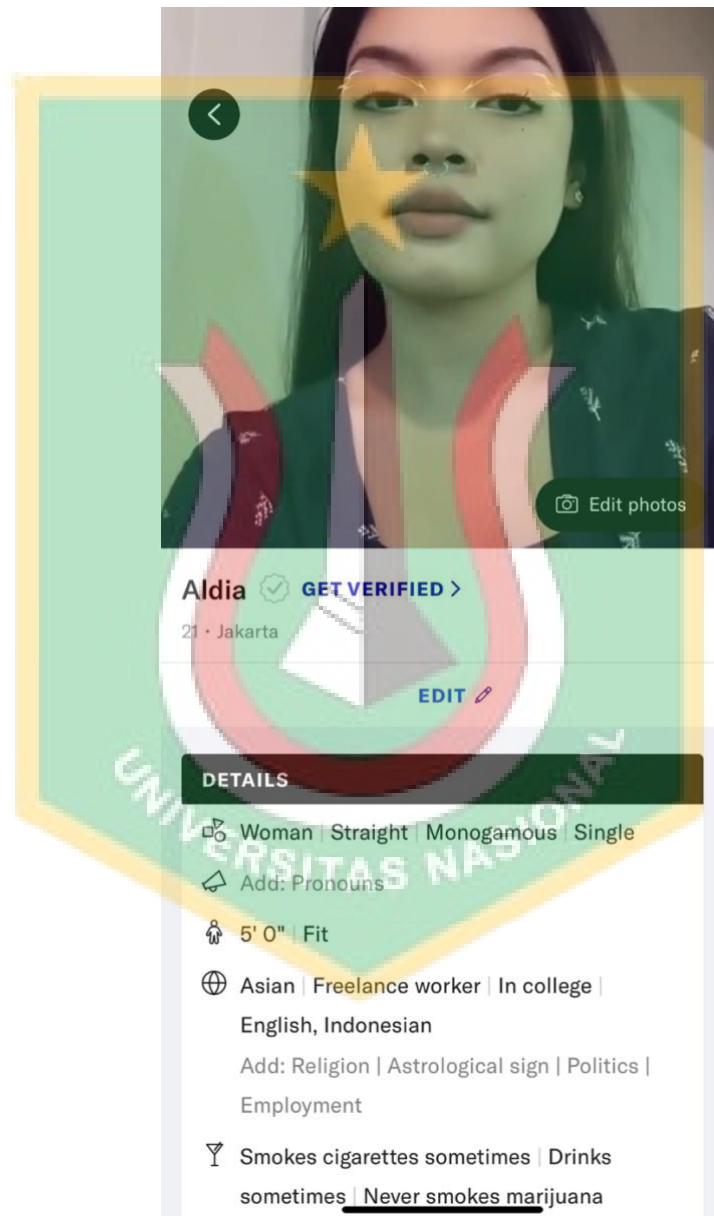 Edit photos
Aldia GET VERIFIED >
21 · Jakarta
EDIT
DETAILS
Woman | Straight | Monogamous | Single
Add: Pronouns
5' 0" | Fit
Asian | Freelance worker | In college |
English, Indonesian
Add: Religion | Astrological sign | Politics |
Employment
Smokes cigarettes sometimes | Drinks
sometimes | Never smokes marijuana
UNIVERSITAS NASIONAL